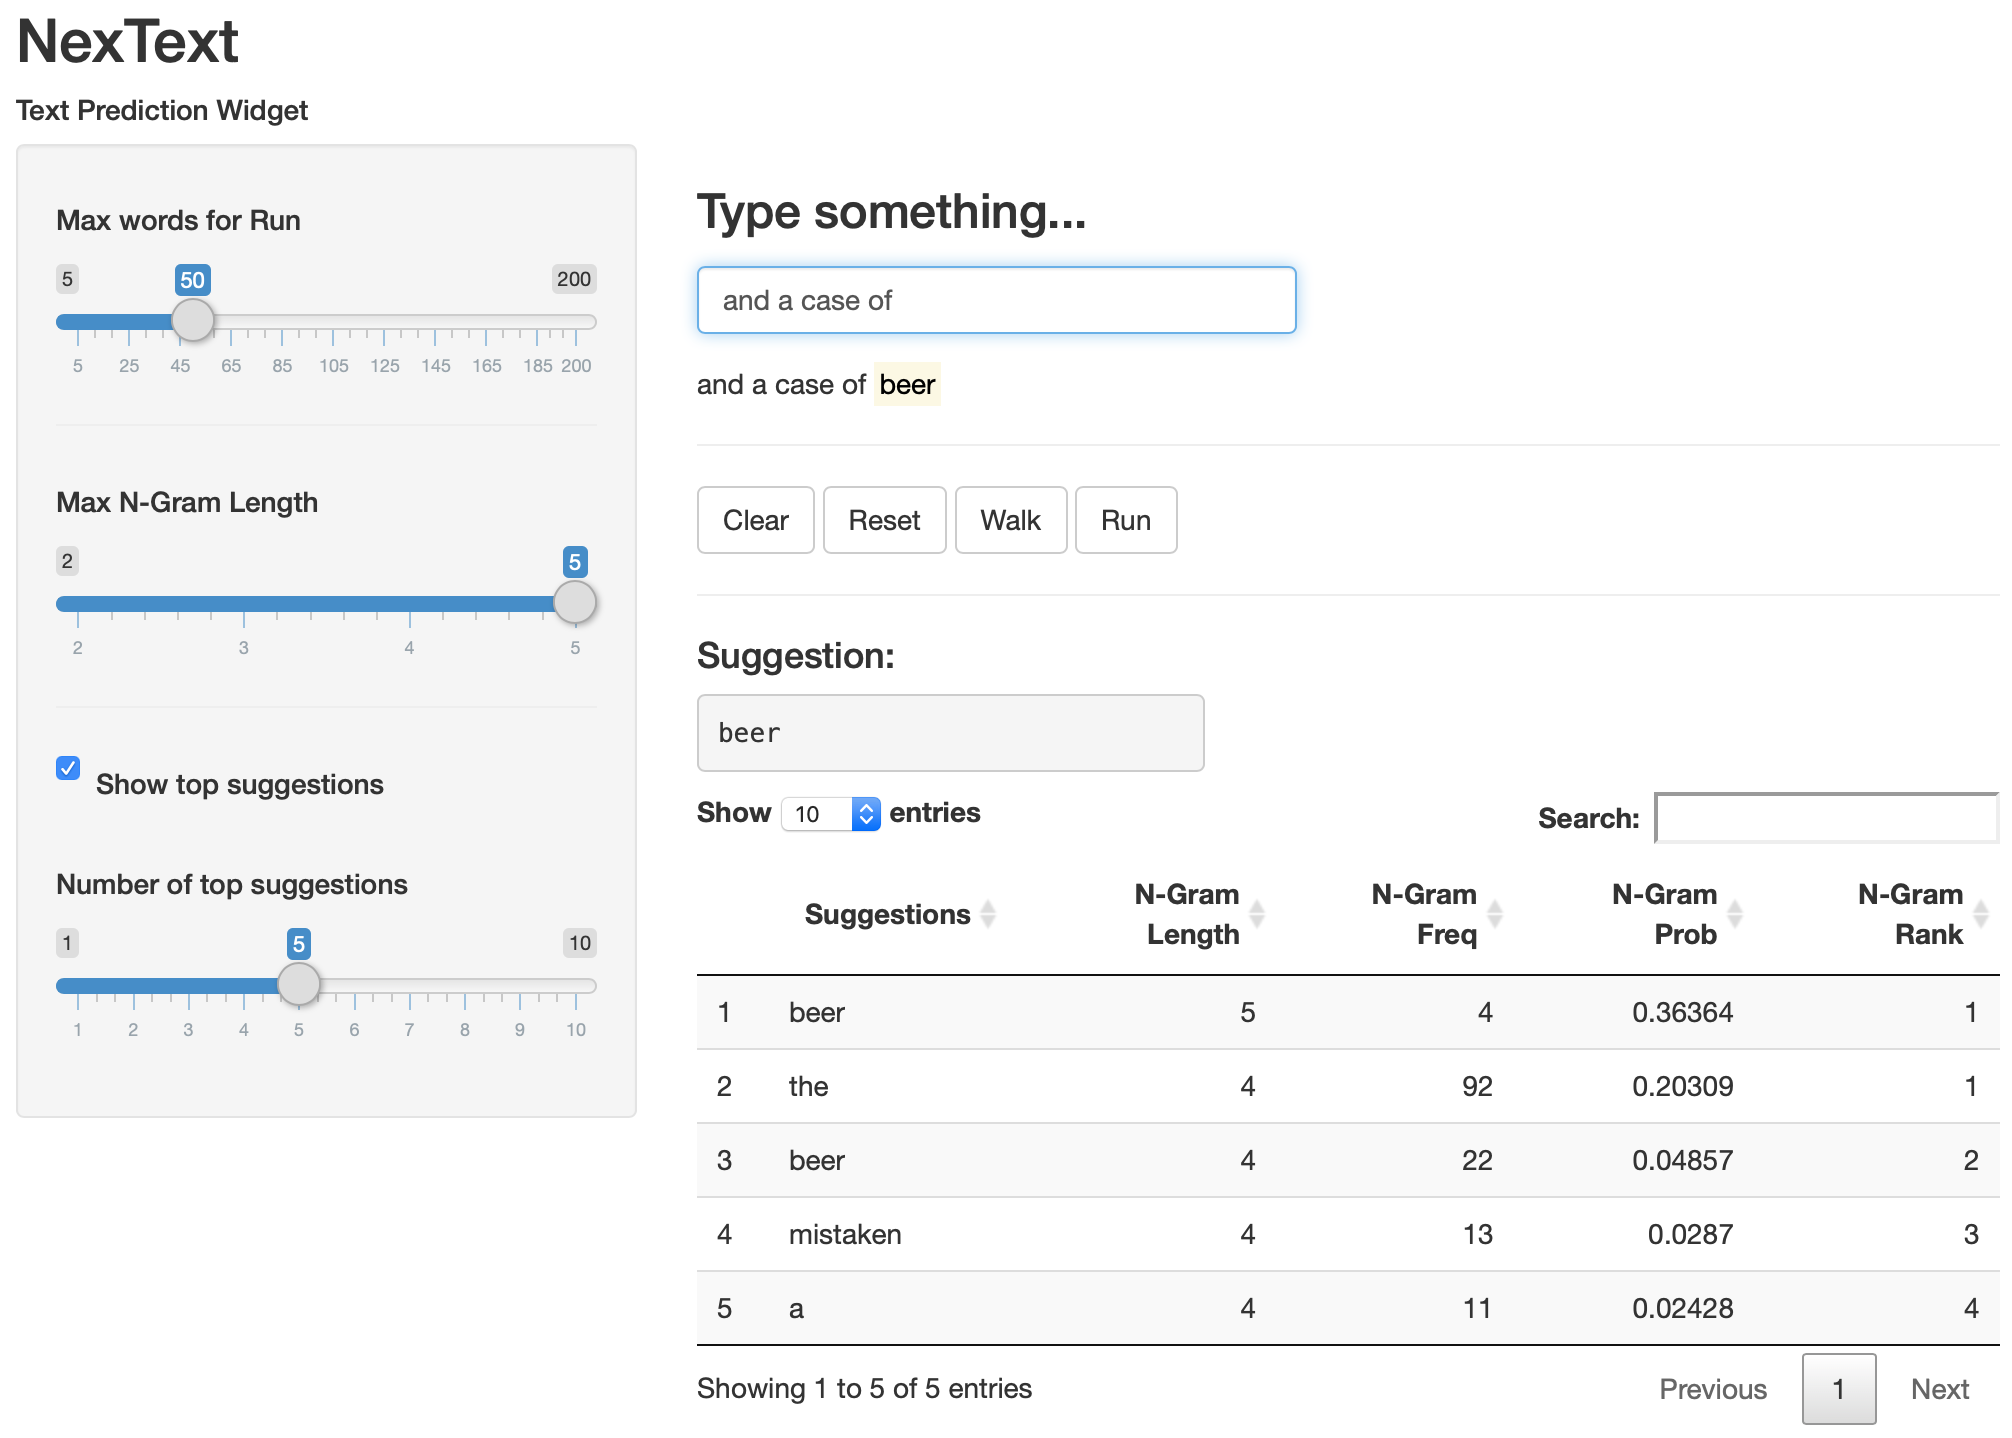 NexText
Text Prediction Widget
Max words for Run
5 50 200
5 25 45 65 85 105 125 145 165 185 200
Max N-Gram Length
2 5
2 3 4 5
Show top suggestions
Number of top suggestions
1 5 10
1 2 3 4 5 6 7 8 9 10
Type something...
and a case of
and a case of beer
Clear Reset Walk Run
Suggestion:
beer
Show 10 entries
Search:
Suggestions N-Gram Length N-Gram Freq N-Gram Prob N-Gram Rank
1 beer 5 4 0.36364 1
2 the 4 92 0.20309 1
3 beer 4 22 0.04857 2
4 mistaken 4 13 0.0287 3
5 a 4 11 0.02428 4
Showing 1 to 5 of 5 entries
Previous 1 Next